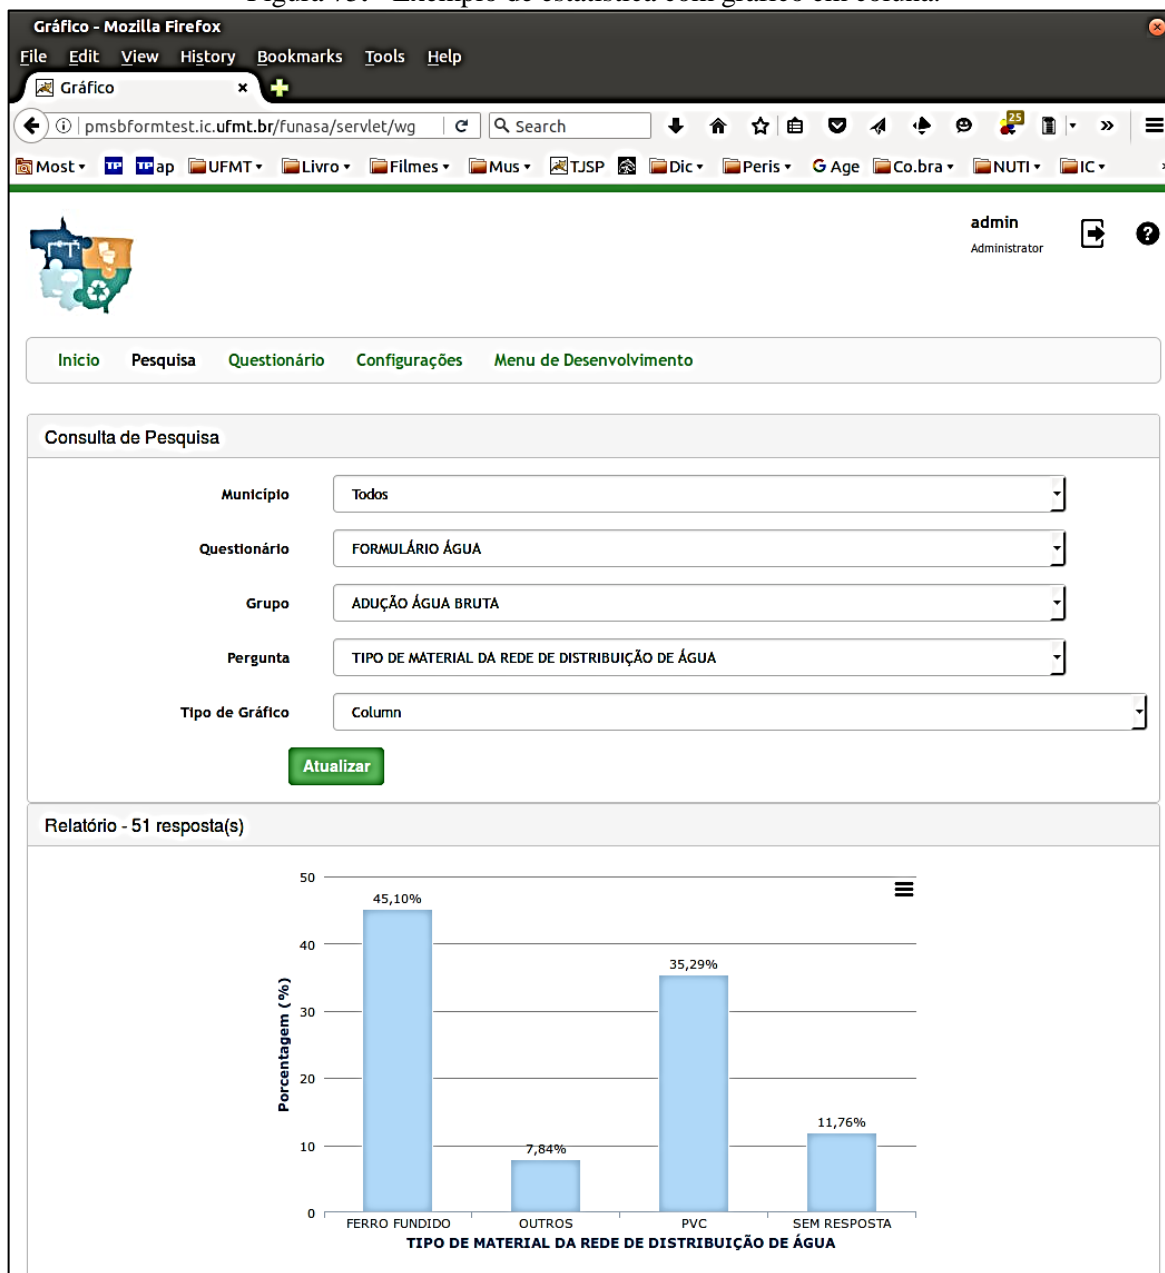 Gráfico - Mozilla Firefox
File Edit View History Bookmarks Tools Help
Gráfico
pmsbformtest.ic.ufmt.br/funasa/servlet/wg Search 25
Most TP TP ap UFMT Livro Filmes Mus TJSP Dic Peris G Age Co.bra NUTI IC
admin
Administrator
Inicio Pesquisa Questionário Configurações Menu de Desenvolvimento
Consulta de Pesquisa
Município Todos
Questionário FORMULÁRIO ÁGUA
Grupo ADUÇÃO ÁGUA BRUTA
Pergunta TIPO DE MATERIAL DA REDE DE DISTRIBUIÇÃO DE ÁGUA
Tipo de Gráfico Column
Atualizar
Relatório - 51 resposta(s)
50
45,10%
40
35,29%
30
Porcentagem (%)
20
11,76%
10
7,84%
0
FERRO FUNDIDO OUTROS PVC SEM RESPOSTA
TIPO DE MATERIAL DA REDE DE DISTRIBUIÇÃO DE ÁGUA